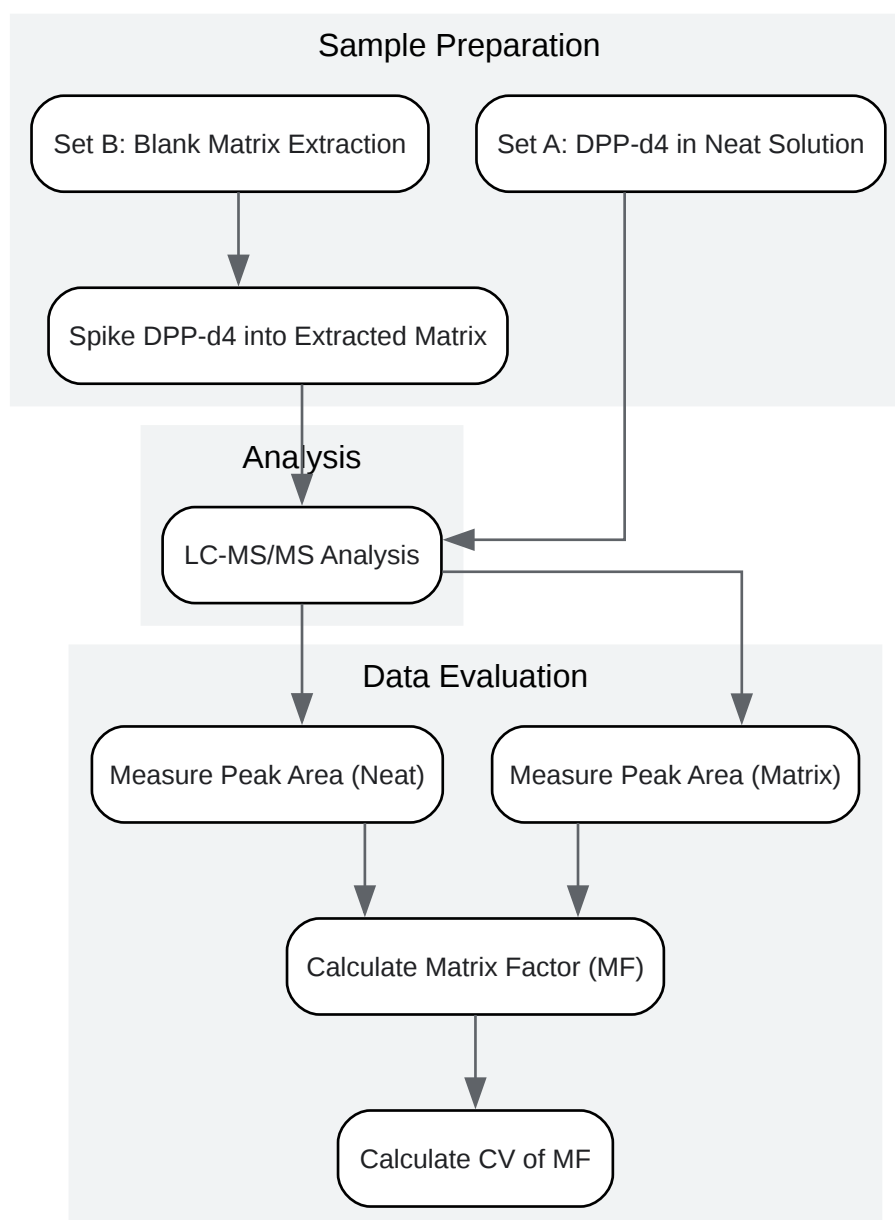 Sample Preparation
Set B: Blank Matrix Extraction
Set A: DPP-d4 in Neat Solution
Spike DPP-d4 into Extracted Matrix
Analysis
LC-MS/MS Analysis
Data Evaluation
Measure Peak Area (Neat)
Measure Peak Area (Matrix)
Calculate Matrix Factor (MF)
Calculate CV of MF